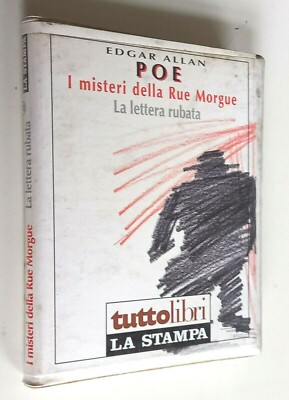 EDGAR ALLAN
POE
I misteri della Rue Morgue
La lettera rubata
tuttolibri
LA STAMPA
I misteri della Rue Morgue La lettera rubata LA STAMPA